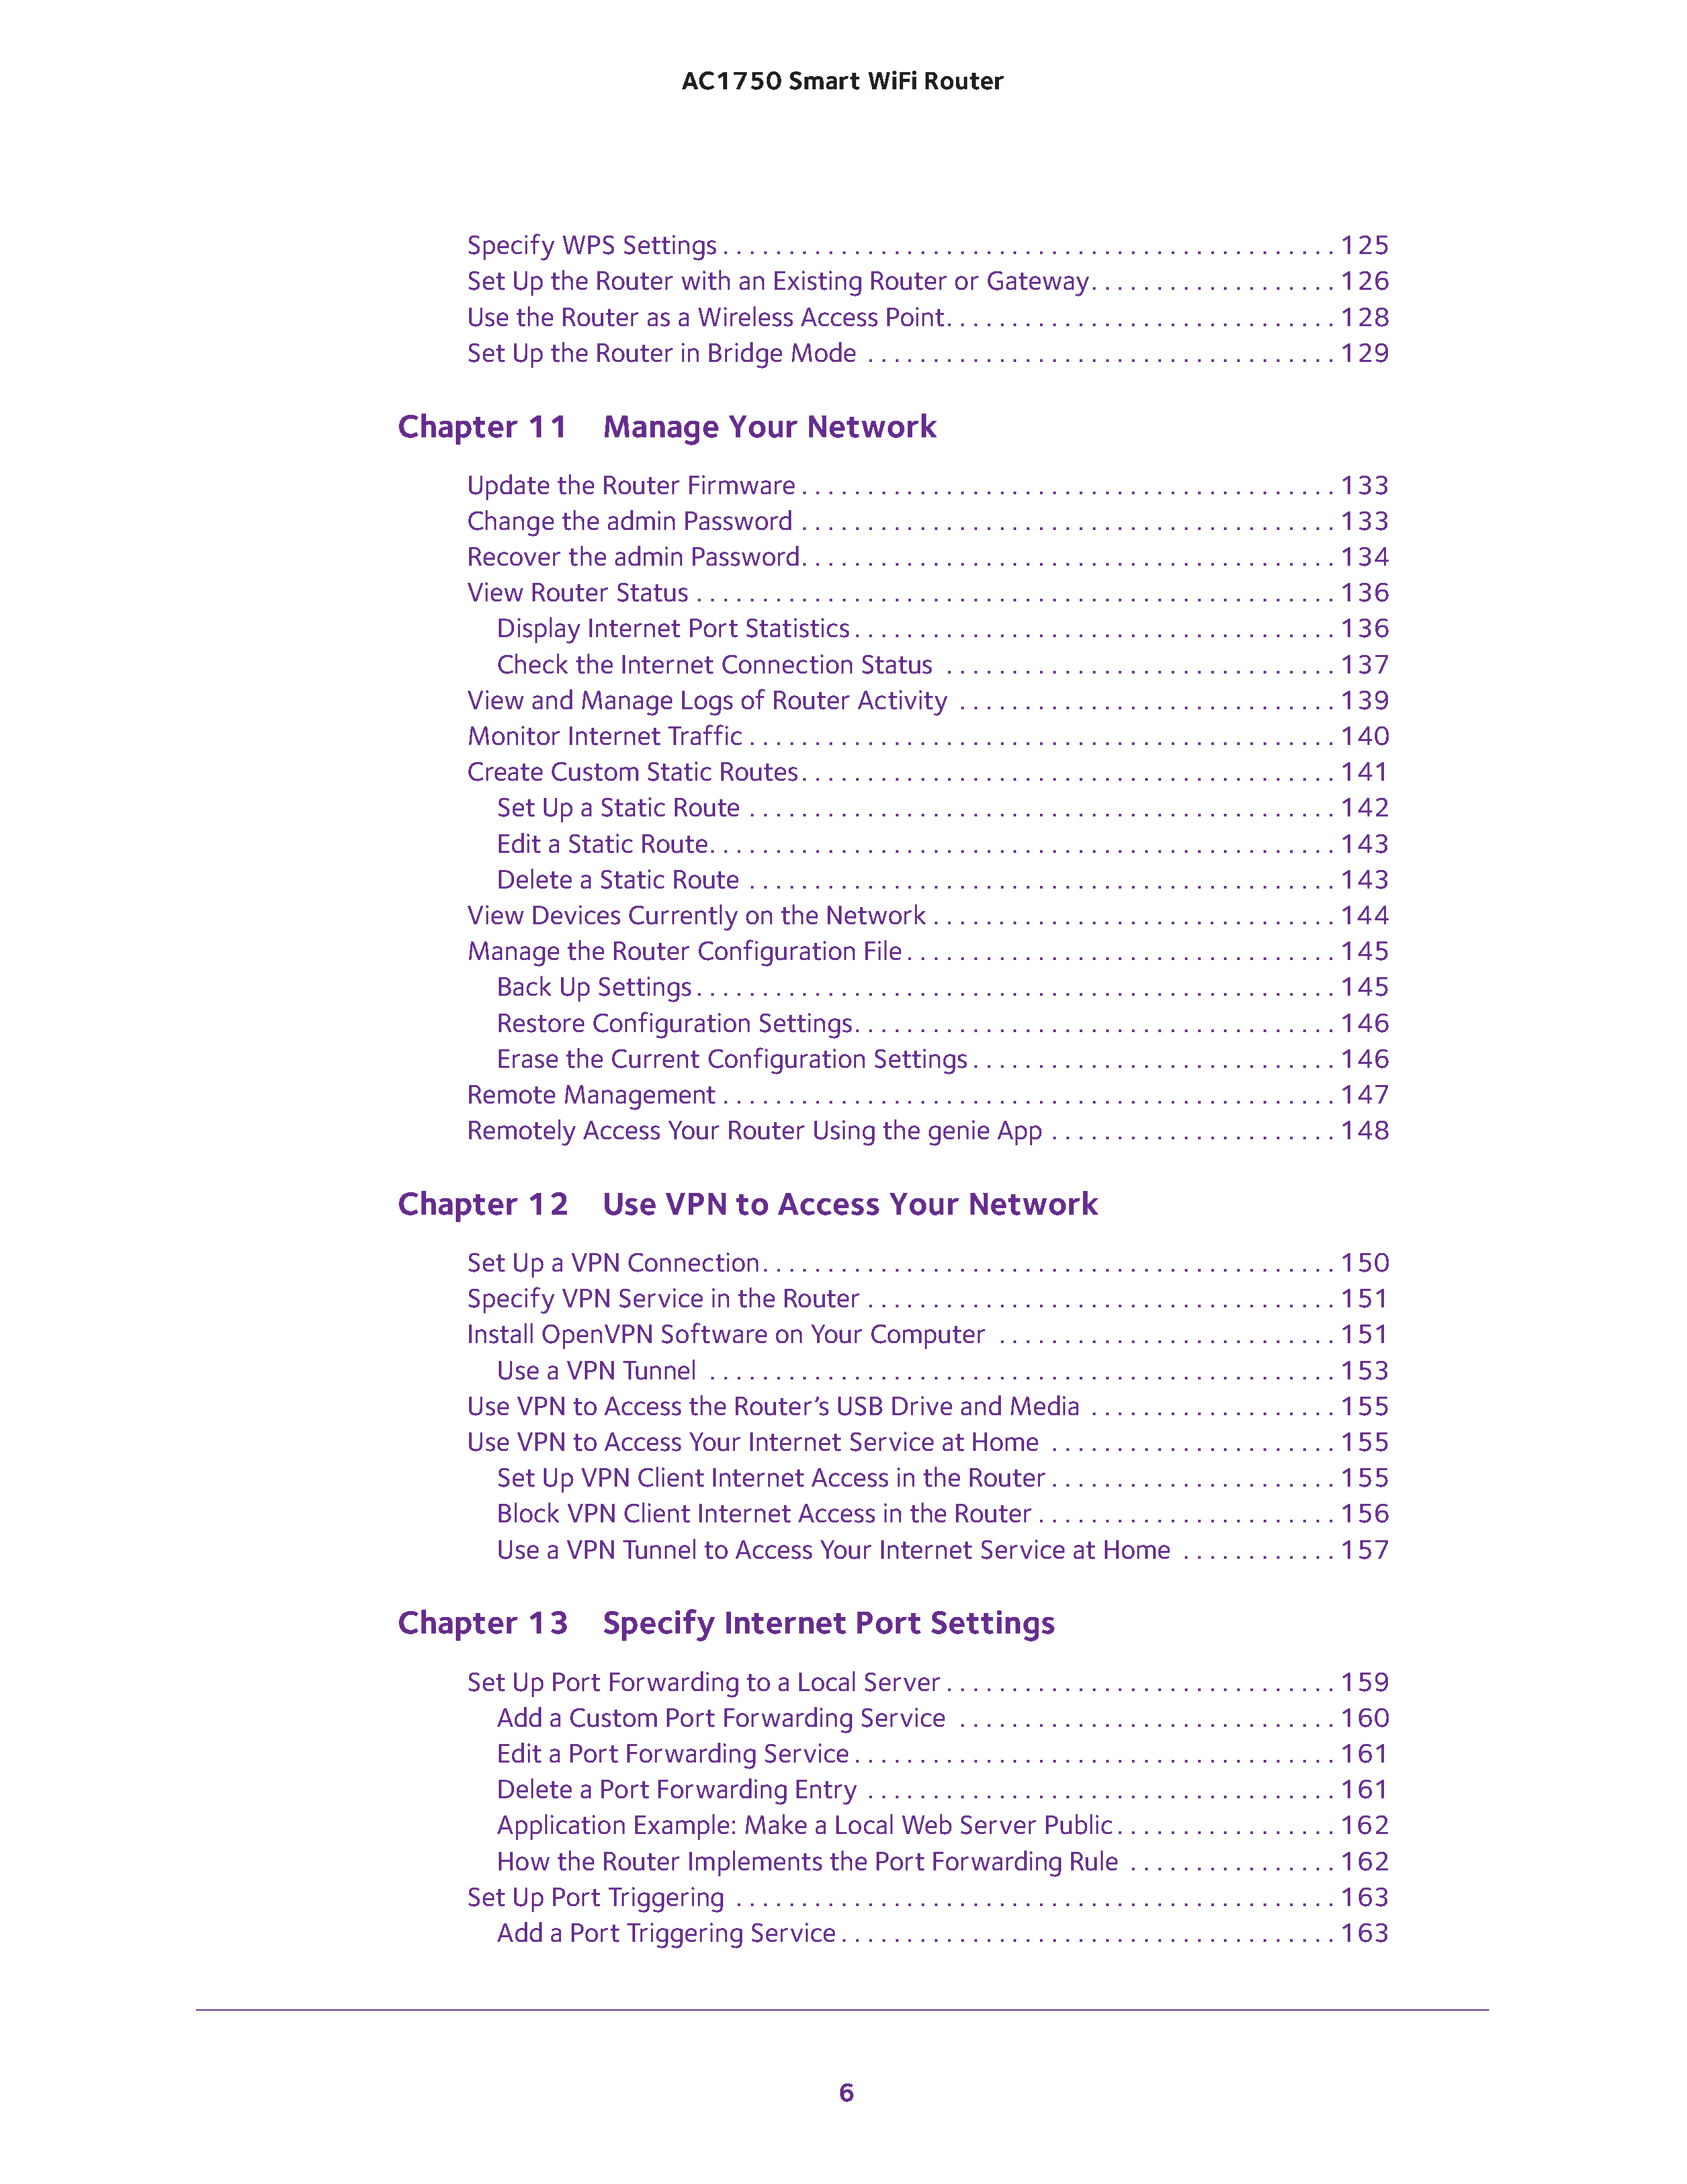 AC1750 Smart WiFi Router
Specify WPS Settings . . . . . . . . . . . . . . . . . . . . . . . . . . . . . . . . . . . . . . . . . . . . . . . 125
Set Up the Router with an Existing Router or Gateway. . . . . . . . . . . . . . . . . . . 126
Use the Router as a Wireless Access Point. . . . . . . . . . . . . . . . . . . . . . . . . . . . . . 128
Set Up the Router in Bridge Mode . . . . . . . . . . . . . . . . . . . . . . . . . . . . . . . . . . . . 129
Chapter 11 Manage Your Network
Update the Router Firmware . . . . . . . . . . . . . . . . . . . . . . . . . . . . . . . . . . . . . . . . . 133
Change the admin Password . . . . . . . . . . . . . . . . . . . . . . . . . . . . . . . . . . . . . . . . . 133
Recover the admin Password. . . . . . . . . . . . . . . . . . . . . . . . . . . . . . . . . . . . . . . . . 134
View Router Status . . . . . . . . . . . . . . . . . . . . . . . . . . . . . . . . . . . . . . . . . . . . . . . . . 136
Display Internet Port Statistics . . . . . . . . . . . . . . . . . . . . . . . . . . . . . . . . . . . . . 136
Check the Internet Connection Status . . . . . . . . . . . . . . . . . . . . . . . . . . . . . . 137
View and Manage Logs of Router Activity . . . . . . . . . . . . . . . . . . . . . . . . . . . . . 139
Monitor Internet Traffic . . . . . . . . . . . . . . . . . . . . . . . . . . . . . . . . . . . . . . . . . . . . . 140
Create Custom Static Routes. . . . . . . . . . . . . . . . . . . . . . . . . . . . . . . . . . . . . . . . . 141
Set Up a Static Route . . . . . . . . . . . . . . . . . . . . . . . . . . . . . . . . . . . . . . . . . . . . . 142
Edit a Static Route. . . . . . . . . . . . . . . . . . . . . . . . . . . . . . . . . . . . . . . . . . . . . . . . 143
Delete a Static Route . . . . . . . . . . . . . . . . . . . . . . . . . . . . . . . . . . . . . . . . . . . . . 143
View Devices Currently on the Network . . . . . . . . . . . . . . . . . . . . . . . . . . . . . . . 144
Manage the Router Configuration File . . . . . . . . . . . . . . . . . . . . . . . . . . . . . . . . . 145
Back Up Settings . . . . . . . . . . . . . . . . . . . . . . . . . . . . . . . . . . . . . . . . . . . . . . . . . 145
Restore Configuration Settings. . . . . . . . . . . . . . . . . . . . . . . . . . . . . . . . . . . . . 146
Erase the Current Configuration Settings . . . . . . . . . . . . . . . . . . . . . . . . . . . . 146
Remote Management . . . . . . . . . . . . . . . . . . . . . . . . . . . . . . . . . . . . . . . . . . . . . . . 147
Remotely Access Your Router Using the genie App . . . . . . . . . . . . . . . . . . . . . . 148
Chapter 12 Use VPN to Access Your Network
Set Up a VPN Connection. . . . . . . . . . . . . . . . . . . . . . . . . . . . . . . . . . . . . . . . . . . . 150
Specify VPN Service in the Router . . . . . . . . . . . . . . . . . . . . . . . . . . . . . . . . . . . . 151
Install OpenVPN Software on Your Computer . . . . . . . . . . . . . . . . . . . . . . . . . . 151
Use a VPN Tunnel . . . . . . . . . . . . . . . . . . . . . . . . . . . . . . . . . . . . . . . . . . . . . . . . 153
Use VPN to Access the Router’s USB Drive and Media . . . . . . . . . . . . . . . . . . . 155
Use VPN to Access Your Internet Service at Home . . . . . . . . . . . . . . . . . . . . . . 155
Set Up VPN Client Internet Access in the Router . . . . . . . . . . . . . . . . . . . . . . 155
Block VPN Client Internet Access in the Router . . . . . . . . . . . . . . . . . . . . . . . 156
Use a VPN Tunnel to Access Your Internet Service at Home . . . . . . . . . . . . 157
Chapter 13 Specify Internet Port Settings
Set Up Port Forwarding to a Local Server . . . . . . . . . . . . . . . . . . . . . . . . . . . . . . 159
Add a Custom Port Forwarding Service . . . . . . . . . . . . . . . . . . . . . . . . . . . . . 160
Edit a Port Forwarding Service . . . . . . . . . . . . . . . . . . . . . . . . . . . . . . . . . . . . . 161
Delete a Port Forwarding Entry . . . . . . . . . . . . . . . . . . . . . . . . . . . . . . . . . . . . 161
Application Example: Make a Local Web Server Public . . . . . . . . . . . . . . . . . 162
How the Router Implements the Port Forwarding Rule . . . . . . . . . . . . . . . . 162
Set Up Port Triggering . . . . . . . . . . . . . . . . . . . . . . . . . . . . . . . . . . . . . . . . . . . . . . 163
Add a Port Triggering Service . . . . . . . . . . . . . . . . . . . . . . . . . . . . . . . . . . . . . . 163
6